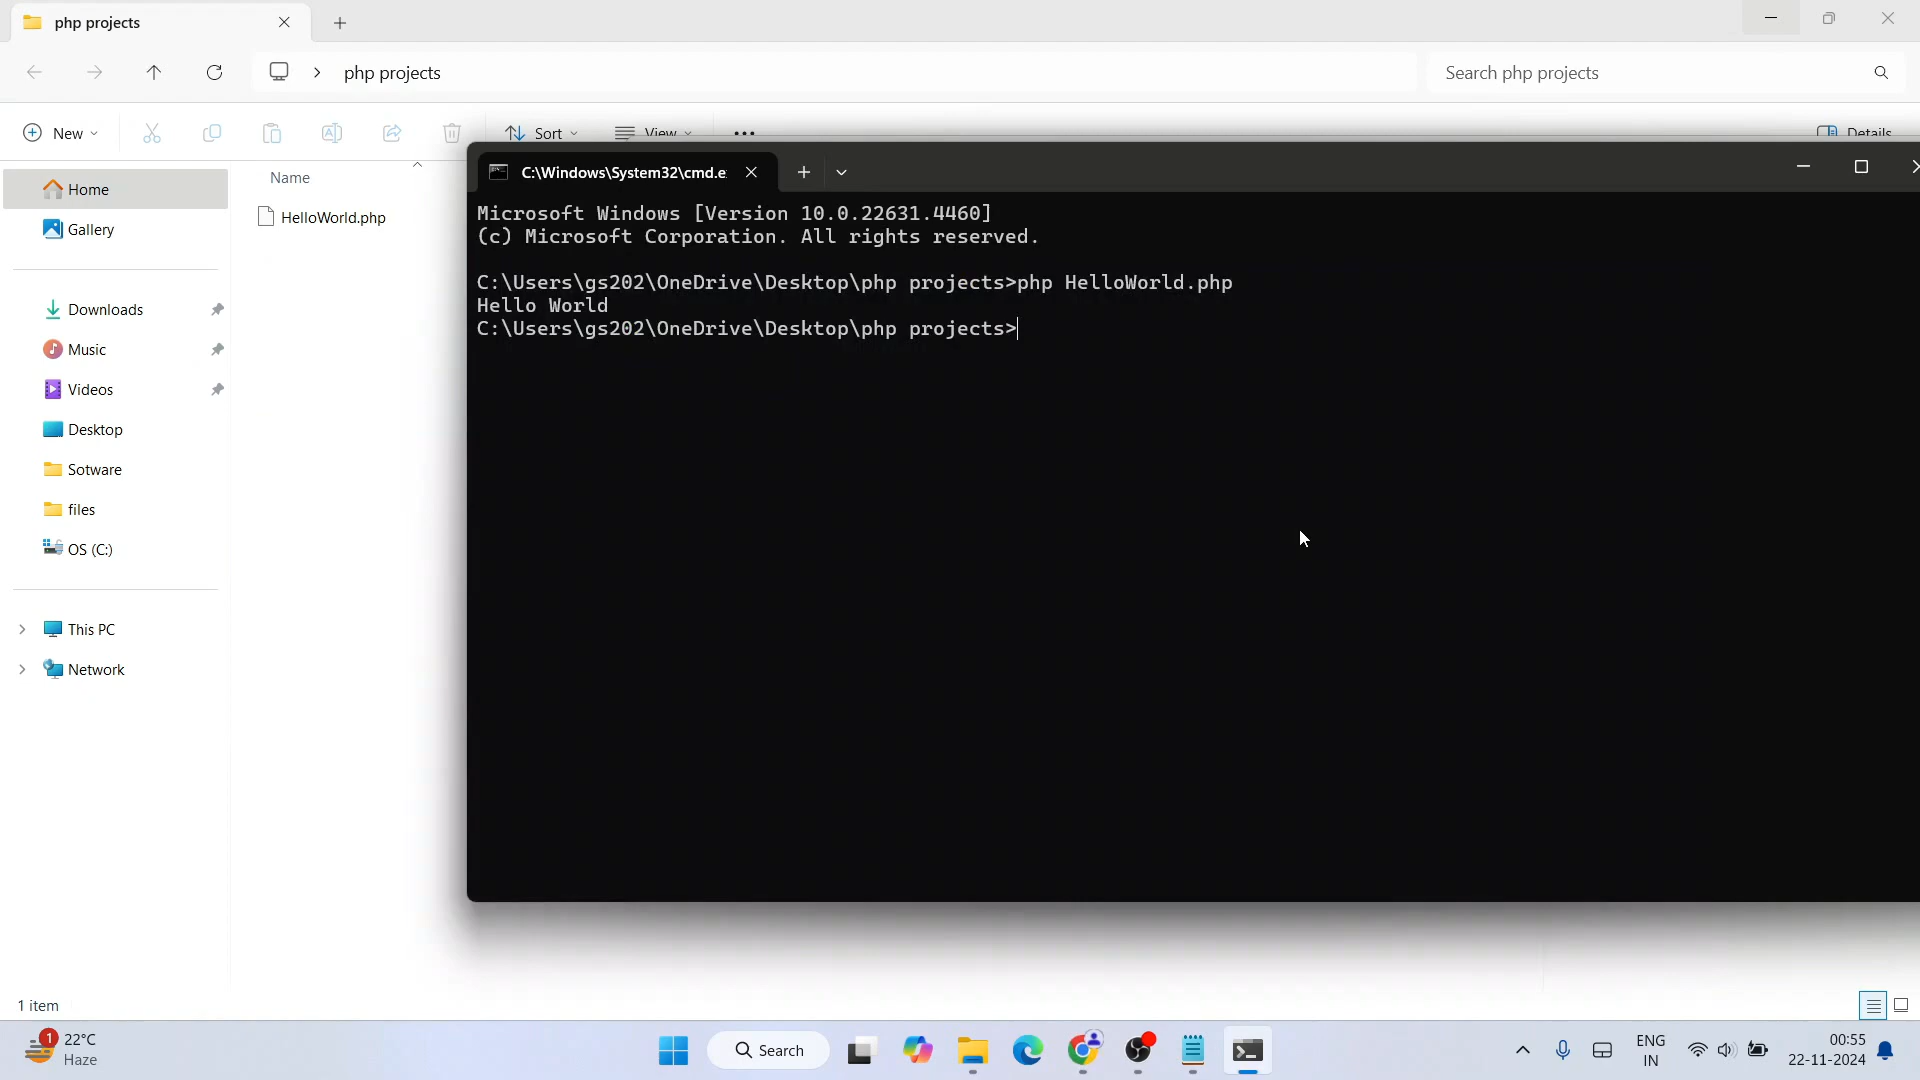 php projects
php projects
Search php projects
New
Sort
View
Details
Name
Home
HelloWorld.php
Gallery
Downloads
Music
Videos
Desktop
Sotware
files
OS (C:)
This PC
Network
C:\Windows\System32\cmd.e
Microsoft Windows [Version 10.0.22631.4460]
(c) Microsoft Corporation. All rights reserved.
C:\Users\gs202\OneDrive\Desktop\php projects>php HelloWorld.php
Hello World
C:\Users\gs202\OneDrive\Desktop\php projects>
1 item
1
22°C
Haze
Search
ENG
IN
00:55
22-11-2024